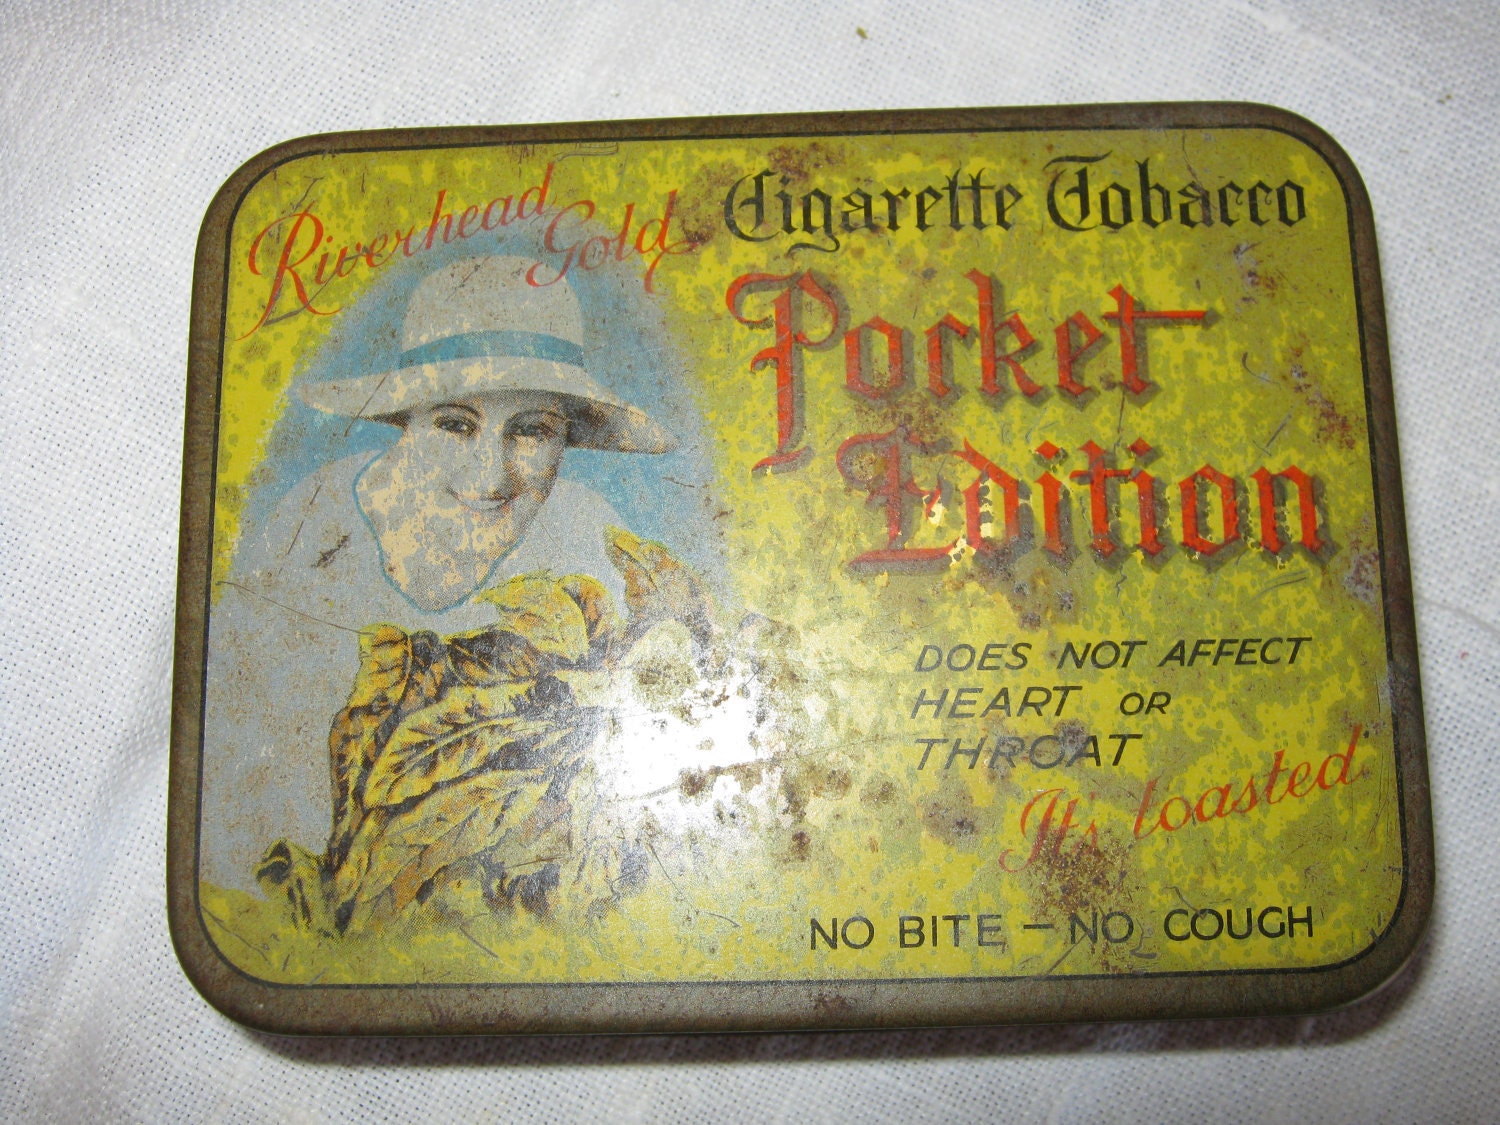 Riverhead
Gold
Cigarette Tobacco
Pocket
Edition
DOES NOT AFFECT
HEART OR
THROAT
It's toasted
NO BITE – NO COUGH